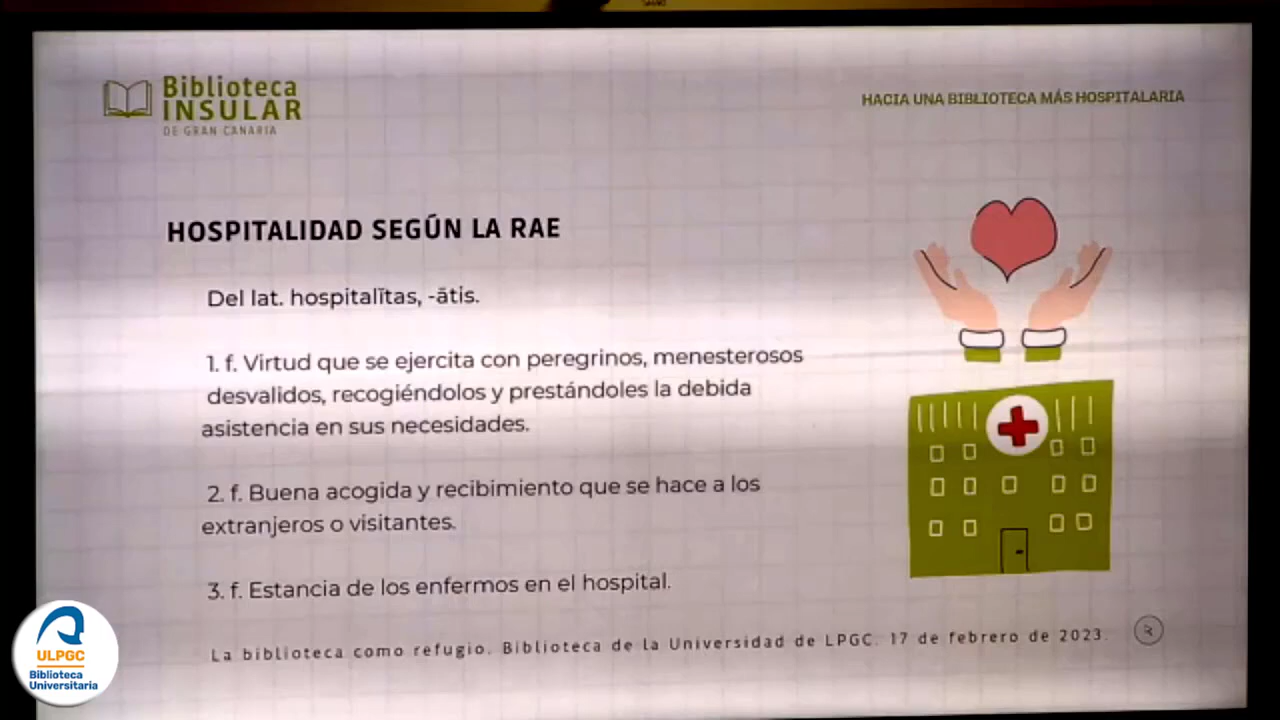 Biblioteca
INSULAR
DE GRAN CANARIA
HACIA UNA BIBLIOTECA MÁS HOSPITALARIA
HOSPITALIDAD SEGÚN LA RAE
Del lat. hospitalĭtas, -ātis.
1. f. Virtud que se ejercita con peregrinos, menesterosos
desvalidos, recogiéndolos y prestándoles la debida
asistencia en sus necesidades.
2. f. Buena acogida y recibimiento que se hace a los
extranjeros o visitantes.
3. f. Estancia de los enfermos en el hospital.
La biblioteca como refugio. Biblioteca de la Universidad de LPGC. 17 de febrero de 2023.
ULPGC
Biblioteca
Universitaria